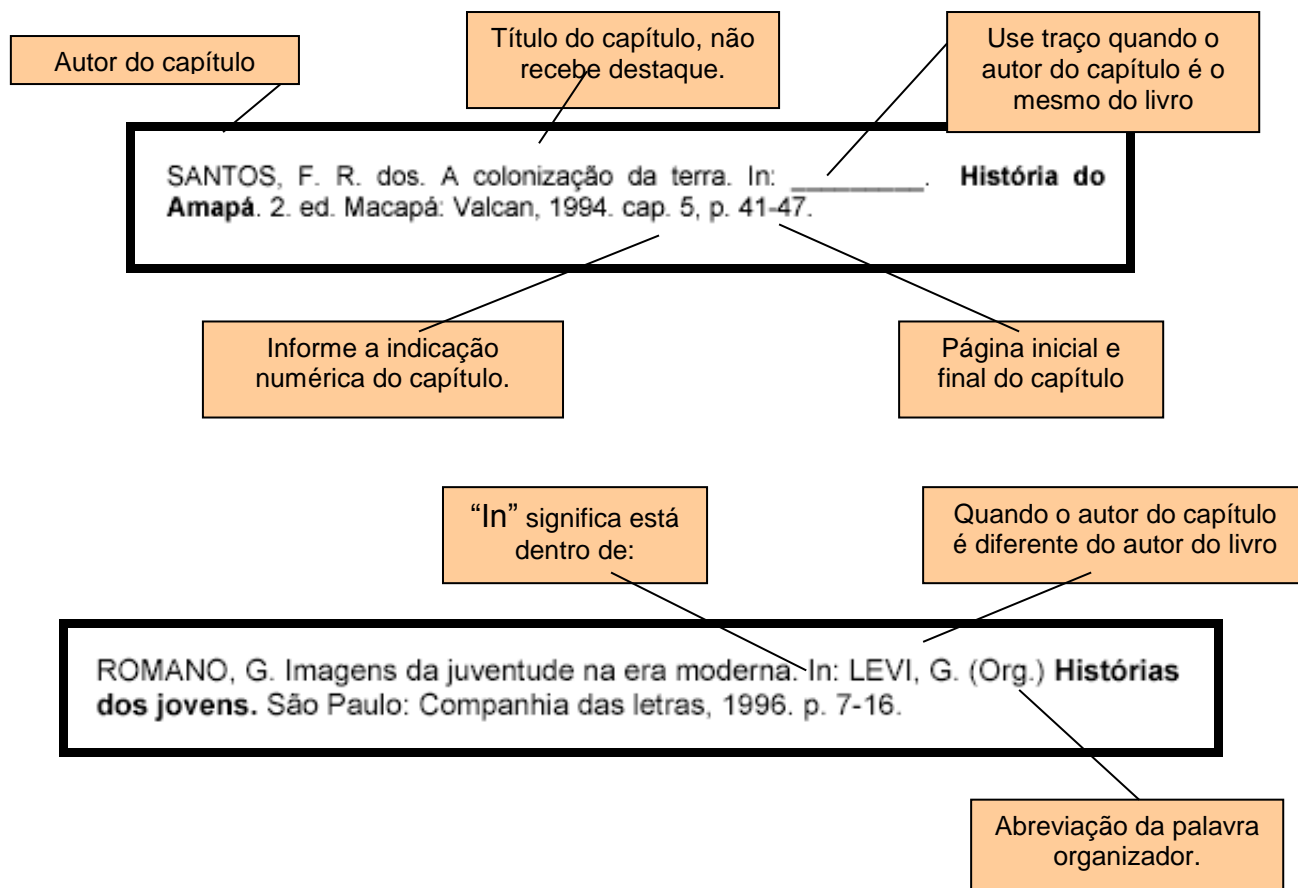 Autor do capítulo
Título do capítulo, não
recebe destaque.
Use traço quando o
autor do capítulo é o
mesmo do livro
SANTOS, F. R. dos. A colonização da terra. In: _________. História do
Amapá. 2. ed. Macapá: Valcan, 1994. cap. 5, p. 41-47.
Informe a indicação
numérica do capítulo.
Página inicial e
final do capítulo
“In” significa está
dentro de:
Quando o autor do capítulo
é diferente do autor do livro
ROMANO, G. Imagens da juventude na era moderna. In: LEVI, G. (Org.) Histórias
dos jovens. São Paulo: Companhia das letras, 1996. p. 7-16.
Abreviação da palavra
organizador.